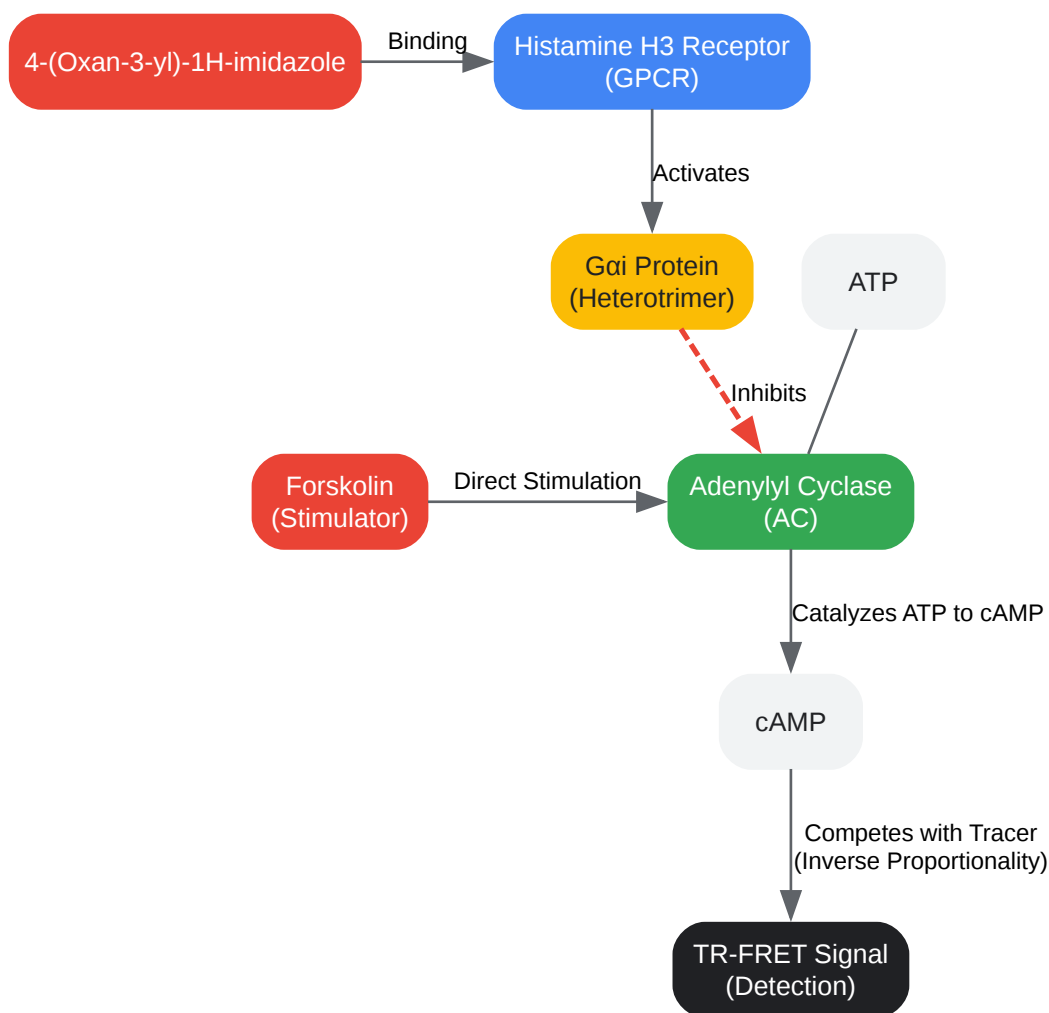 4-(Oxan-3-yl)-1H-imidazole
Binding
Histamine H3 Receptor
(GPCR)
Activates
Gαi Protein
(Heterotrimer)
ATP
Inhibits
Forskolin
(Stimulator)
Direct Stimulation
Adenylyl Cyclase
(AC)
Catalyzes ATP to cAMP
cAMP
Competes with Tracer
(Inverse Proportionality)
TR-FRET Signal
(Detection)